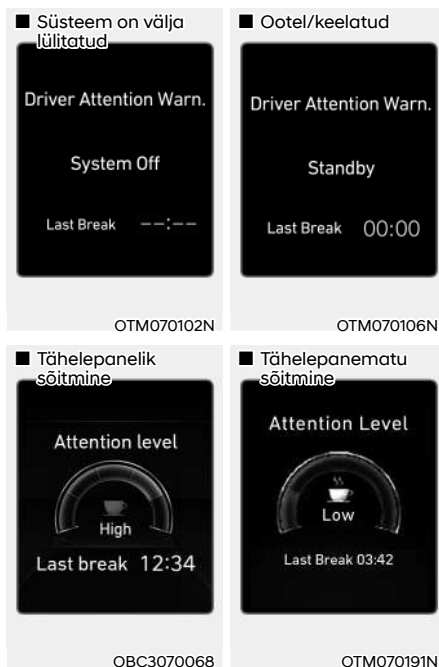 ■ Süsteem on välja
lülitatud
Driver Attention Warn.
System Off
Last Break --:--
OTM070102N
■ Ootel/keelatud
Driver Attention Warn.
Standby
Last Break 00:00
OTM070106N
■ Tähelepanelik
sõitmine
Attention level
High
Last break 12:34
OBC3070068
■ Tähelepanematu
sõitmine
Attention Level
Low
Last Break 03:42
OTM070191N